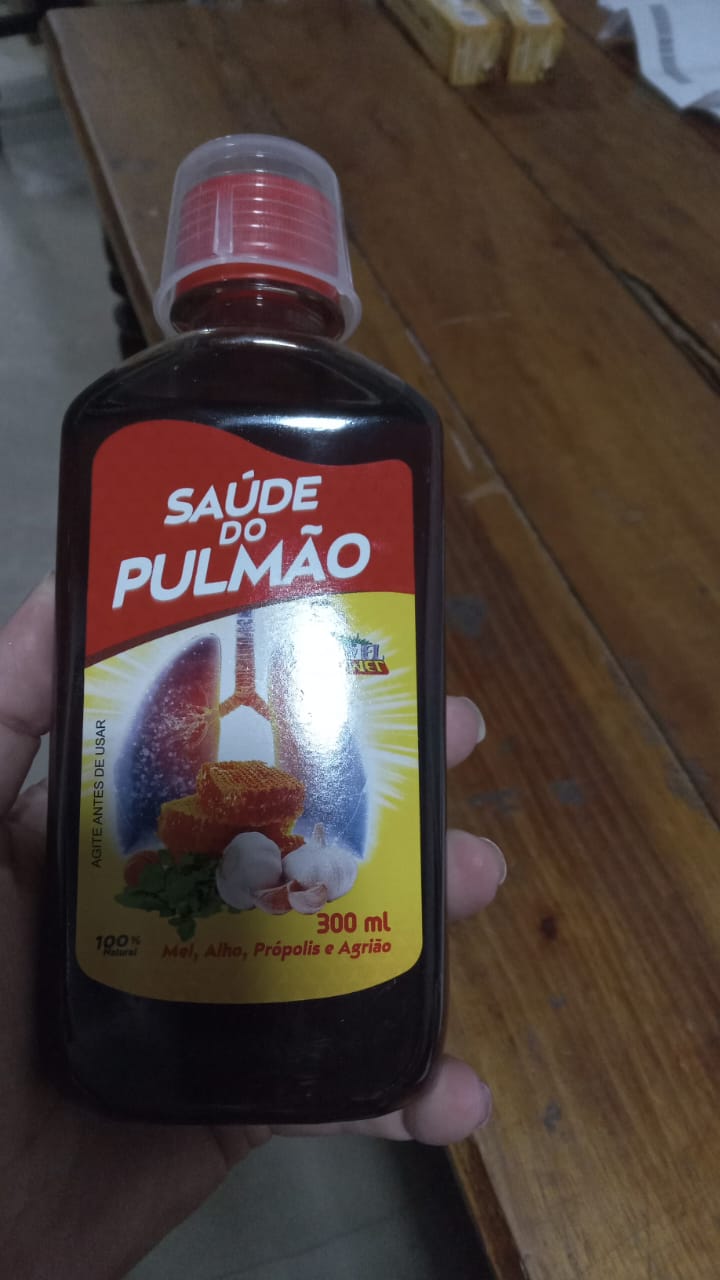 SAÚDE
DO
PULMÃO
AGITE ANTES DE USAR
300 ml
100%
Natural
Mel, Alho, Própolis e Agrião